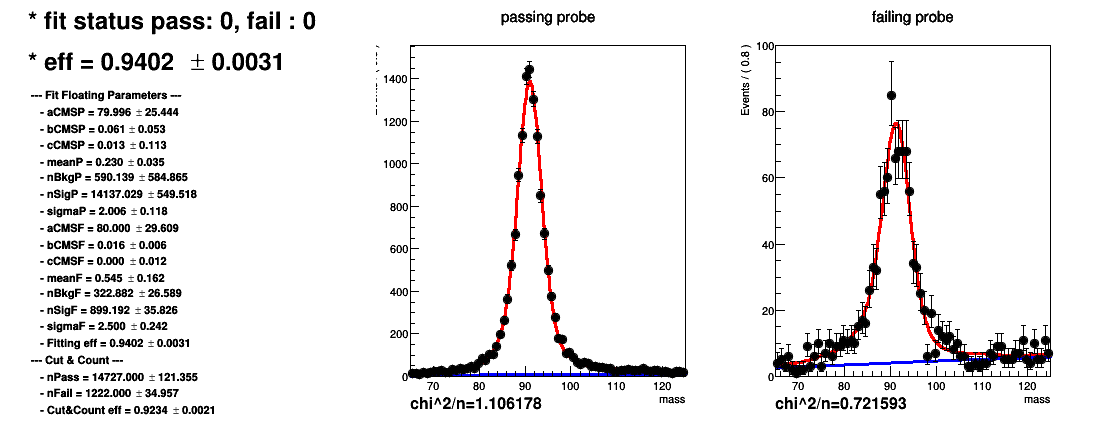 * fit status pass: 0, fail : 0
* eff = 0.9402 ± 0.0031
--- Fit Floating Parameters ---
- aCMSP = 79.996 ± 25.444
- bCMSP = 0.061 ± 0.053
- cCMSP = 0.013 ± 0.113
- meanP = 0.230 ± 0.035
- nBkgP = 590.139 ± 584.865
- nSigP = 14137.029 ± 549.518
- sigmaP = 2.006 ± 0.118
- aCMSF = 80.000 ± 29.609
- bCMSF = 0.016 ± 0.006
- cCMSF = 0.000 ± 0.012
- meanF = 0.545 ± 0.162
- nBkgF = 322.882 ± 26.589
- nSigF = 899.192 ± 35.826
- sigmaF = 2.500 ± 0.242
- Fitting eff = 0.9402 ± 0.0031
--- Cut & Count ---
- nPass = 14727.000 ± 121.355
- nFail = 1222.000 ± 34.957
- Cut&Count eff = 0.9234 ± 0.0021
passing probe
1400
1200
1000
800
600
400
200
0
70 80 90 100 110 120
mass
chi^2/n=1.106178
failing probe
Events / ( 0.8 )
100
80
60
40
20
0
70 80 90 100 110 120
mass
chi^2/n=0.721593